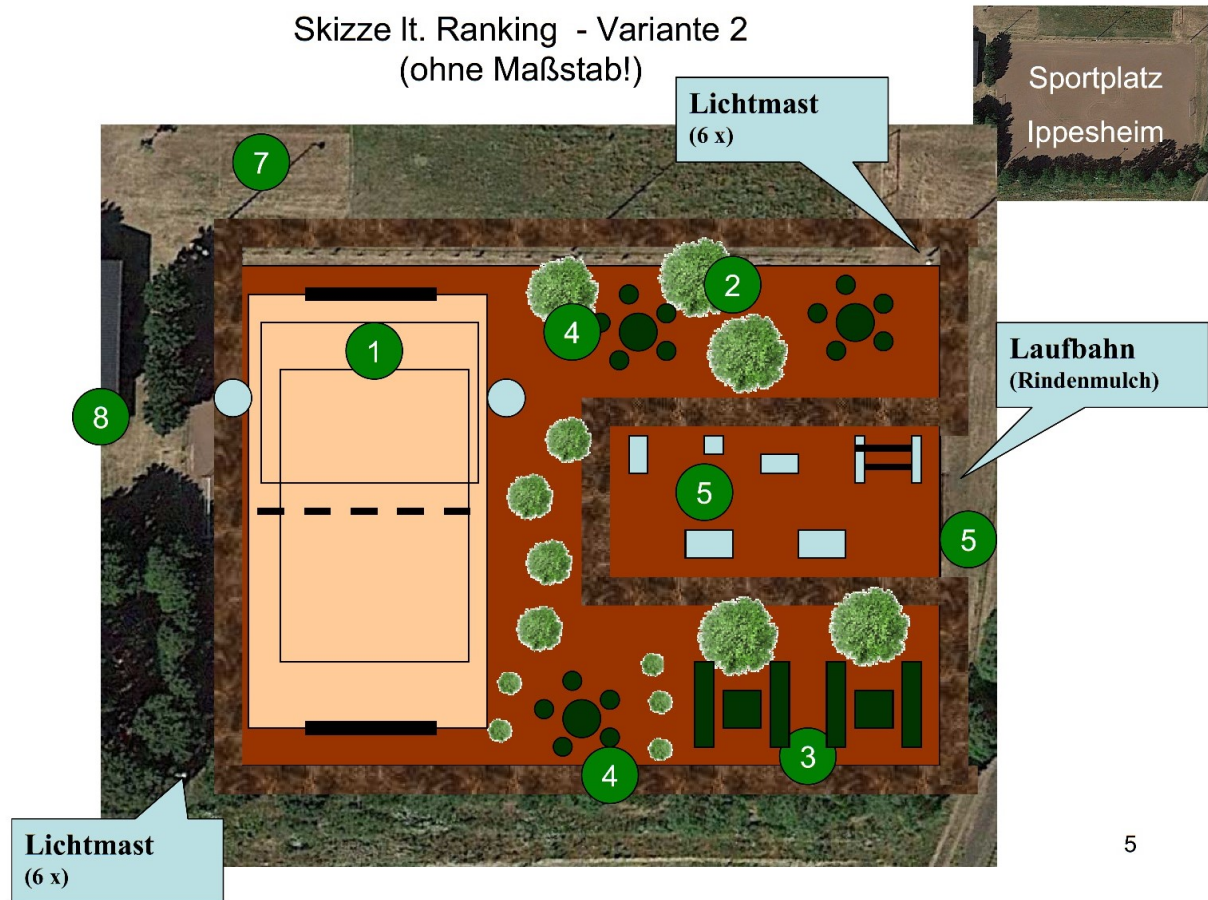 Skizze lt. Ranking - Variante 2
(ohne Maßstab!)
Sportplatz
Ippesheim
Lichtmast
(6 x)
7
2
4
1
Laufbahn
(Rindenmulch)
8
5
5
3
4
Lichtmast
(6 x)
5